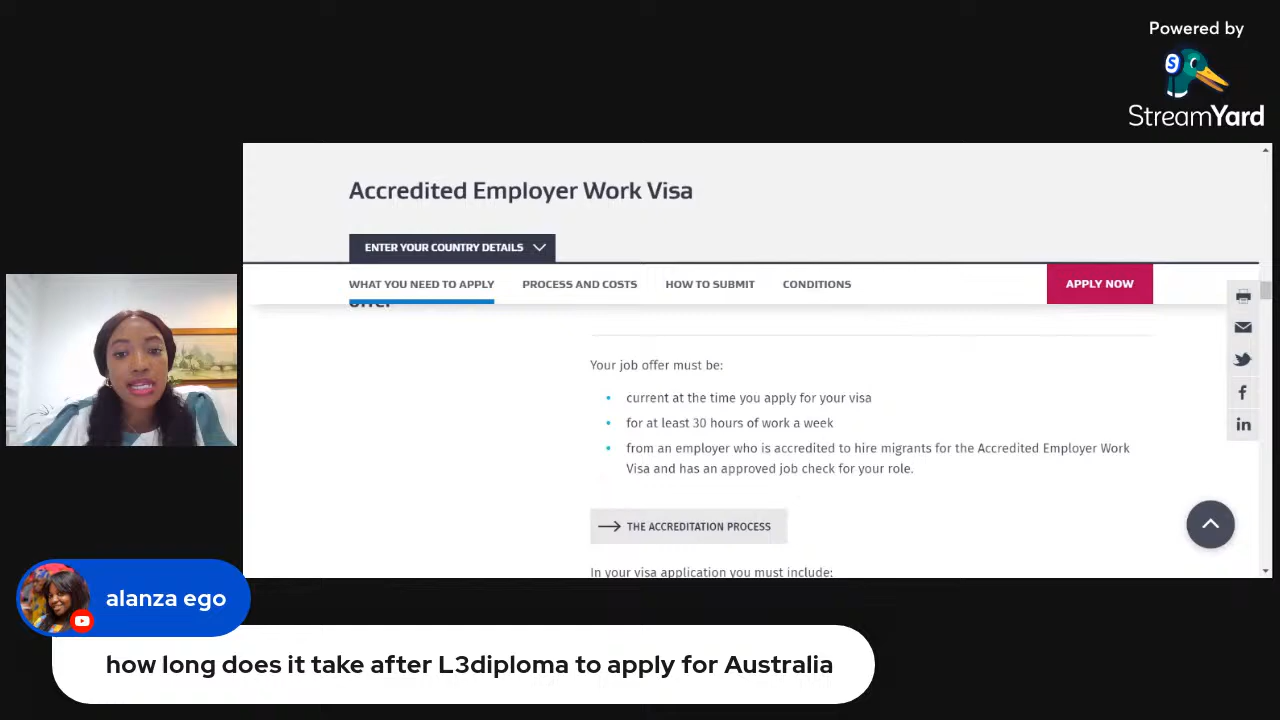 Powered by
StreamYard
Accredited Employer Work Visa
ENTER YOUR COUNTRY DETAILS
WHAT YOU NEED TO APPLY PROCESS AND COSTS HOW TO SUBMIT CONDITIONS APPLY NOW
offer
Your job offer must be:
current at the time you apply for your visa
for at least 30 hours of work a week
from an employer who is accredited to hire migrants for the Accredited Employer Work
Visa and has an approved job check for your role.
THE ACCREDITATION PROCESS
In your visa application you must include:
alanza ego
how long does it take after L3diploma to apply for Australia